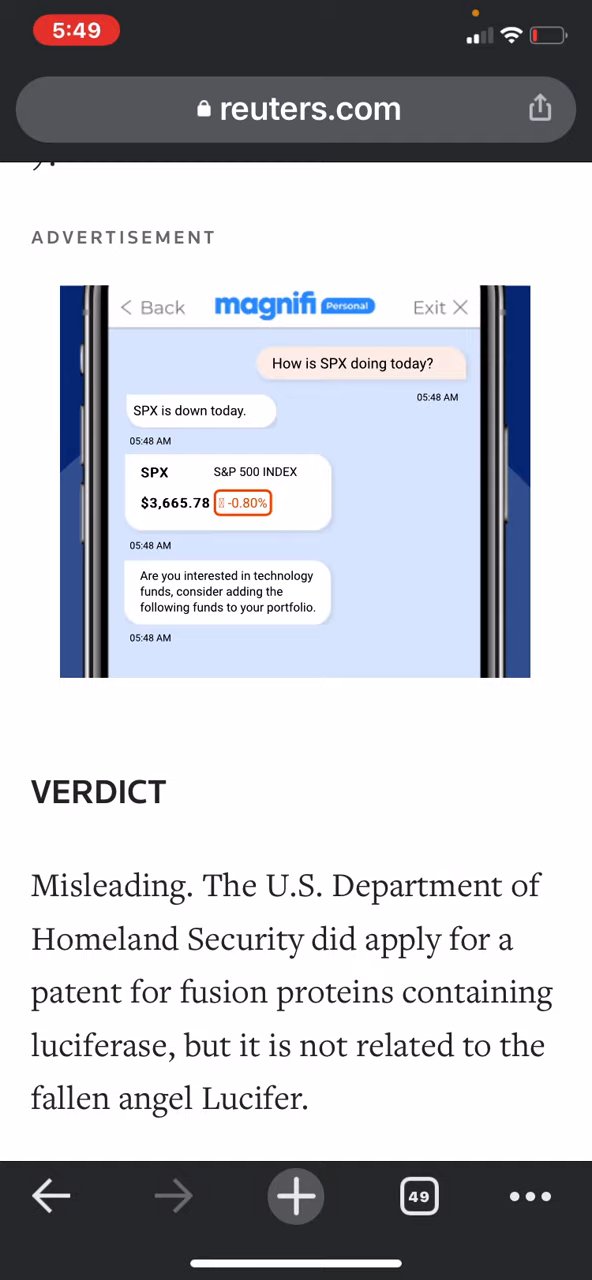 5:49
reuters.com
ADVERTISEMENT
< Back magnifi Personal Exit ×
How is SPX doing today?
05:48 AM
SPX is down today.
05:48 AM
SPX S&P 500 INDEX
$3,665.78 -0.80%
05:48 AM
Are you interested in technology
funds, consider adding the
following funds to your portfolio.
05:48 AM
VERDICT
Misleading. The U.S. Department of
Homeland Security did apply for a
patent for fusion proteins containing
luciferase, but it is not related to the
fallen angel Lucifer.
49